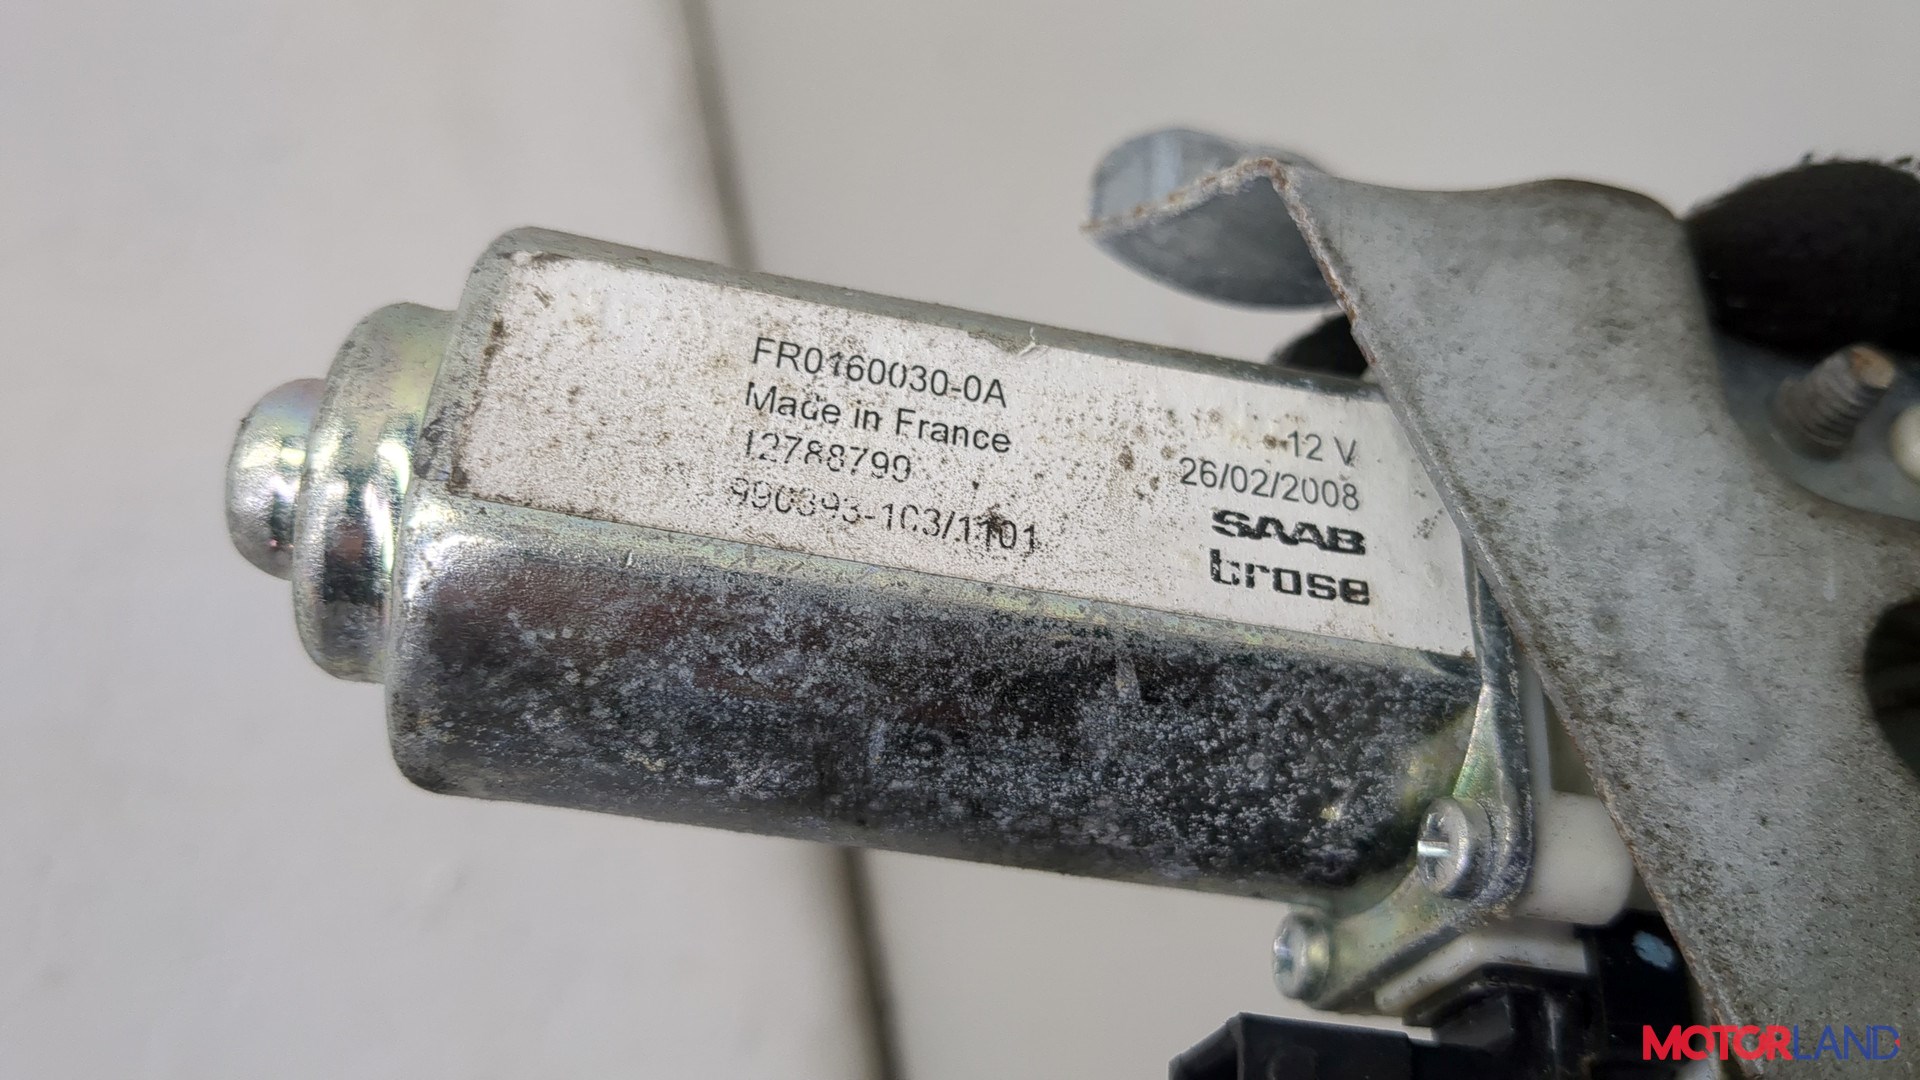 FR0160030-0A
Made in France
12788799
990393-103/1101
12 V
26/02/2008
SAAB
brose
MOTORLAND